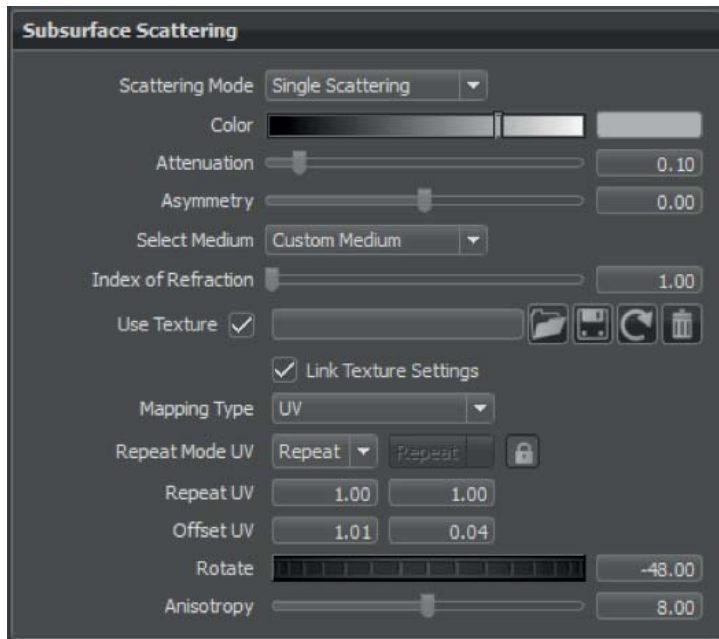 Subsurface Scattering
Scattering Mode Single Scattering
Color
Attenuation 0.10
Asymmetry 0.00
Select Medium Custom Medium
Index of Refraction 1.00
Use Texture
Link Texture Settings
Mapping Type UV
Repeat Mode UV Repeat Repeat
Repeat UV 1.00 1.00
Offset UV 1.01 0.04
Rotate -48.00
Anisotropy 8.00